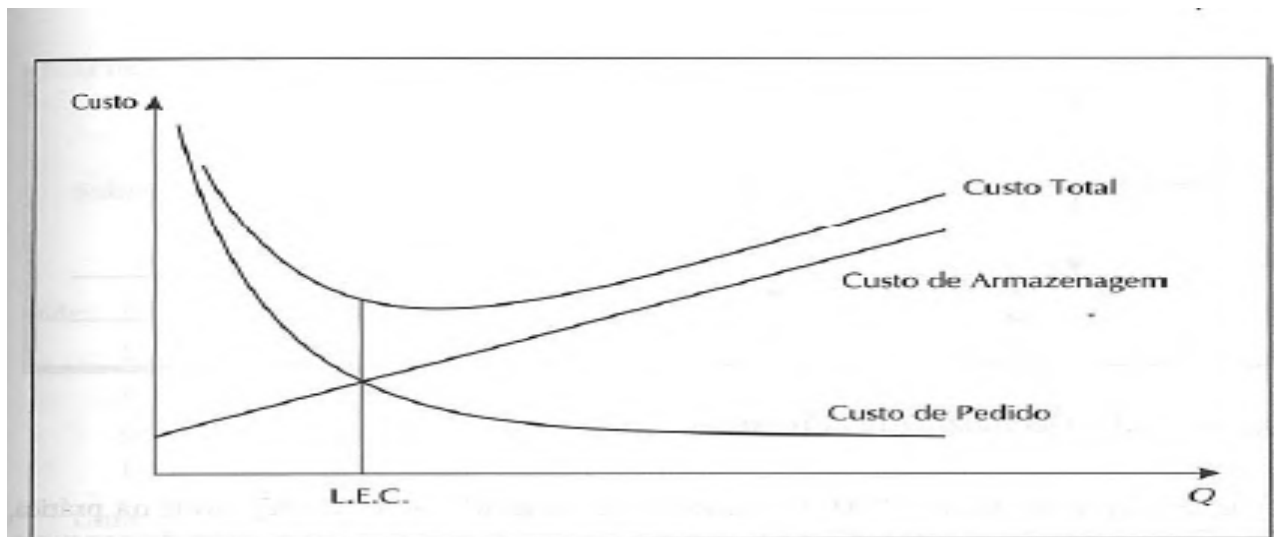 Custo
Custo Total
Custo de Armazenagem
Custo de Pedido
L.E.C.
Q